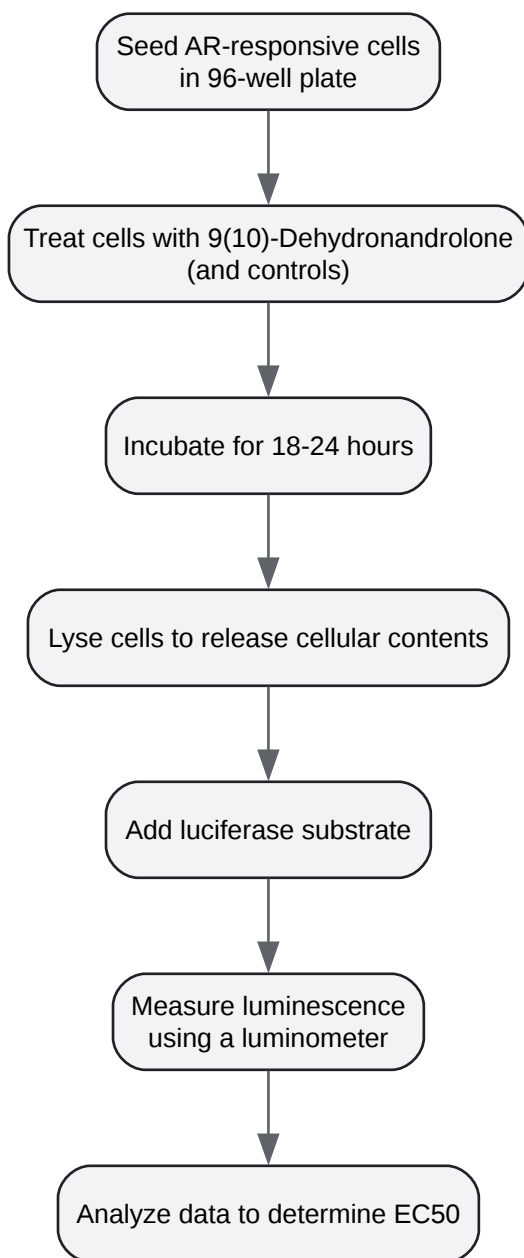 Seed AR-responsive cells
in 96-well plate
Treat cells with 9(10)-Dehydronandrolone
(and controls)
Incubate for 18-24 hours
Lyse cells to release cellular contents
Add luciferase substrate
Measure luminescence
using a luminometer
Analyze data to determine EC50